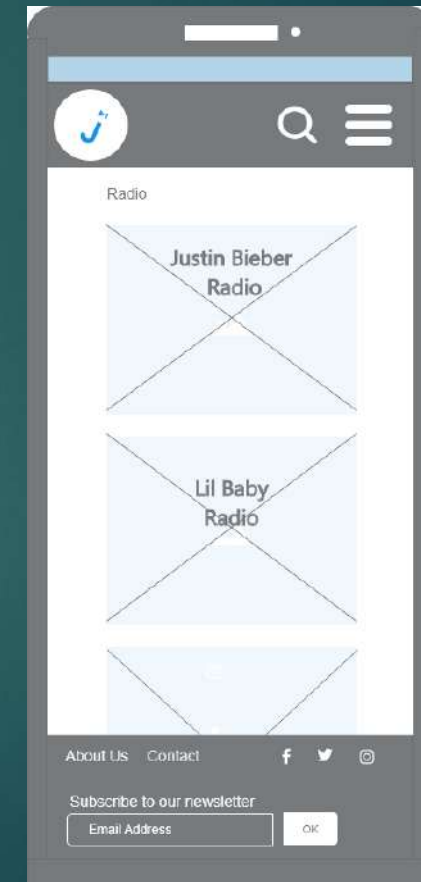 J
Radio
Justin Bieber
Radio
Lil Baby
Radio
About Us Contact
Subscribe to our newsletter
Email Address OK